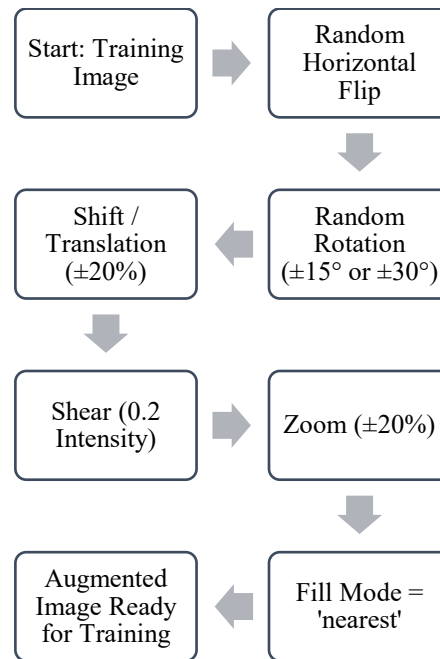 Start: Training
Image
Random
Horizontal
Flip
Random
Rotation
(±15° or ±30°)
Shift /
Translation
(±20%)
Shear (0.2
Intensity)
Zoom (±20%)
Fill Mode =
'nearest'
Augmented
Image Ready
for Training